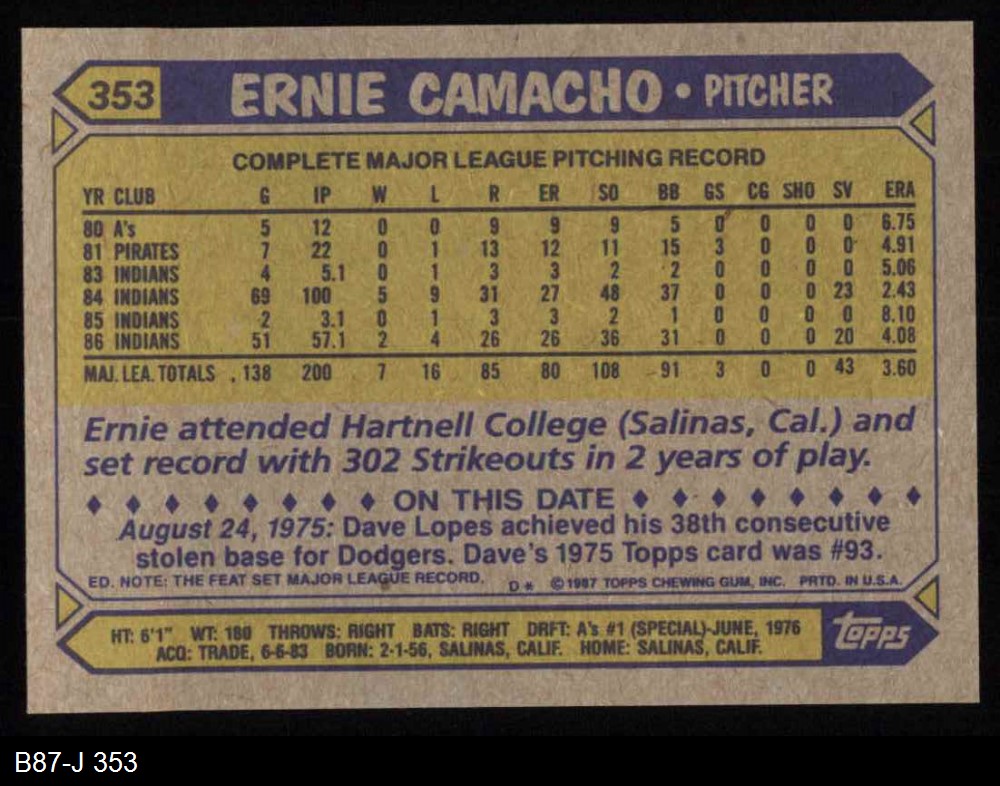 353 ERNIE CAMACHO • PITCHER
COMPLETE MAJOR LEAGUE PITCHING RECORD
YR CLUB G IP W L R ER SO BB GS CG SHO SV ERA
80 A's 5 12 0 0 9 9 9 5 0 0 0 0 6.75
81 PIRATES 7 22 0 1 13 12 11 15 3 0 0 0 4.91
83 INDIANS 4 5.1 0 1 3 3 2 2 0 0 0 0 5.06
84 INDIANS 69 100 5 9 31 27 48 37 0 0 0 23 2.43
85 INDIANS 2 3.1 0 1 3 3 2 1 0 0 0 0 8.10
86 INDIANS 51 57.1 2 4 26 26 36 31 0 0 0 20 4.08
MAJ. LEA. TOTALS 138 200 7 16 85 80 108 91 3 0 0 43 3.60
Ernie attended Hartnell College (Salinas, Cal.) and
set record with 302 Strikeouts in 2 years of play.
♦ ♦ ♦ ♦ ♦ ♦ ♦ ♦ ON THIS DATE ♦ ♦ ♦ ♦ ♦ ♦ ♦ ♦
August 24, 1975: Dave Lopes achieved his 38th consecutive
stolen base for Dodgers. Dave's 1975 Topps card was #93.
ED. NOTE: THE FEAT SET MAJOR LEAGUE RECORD. D* ©1987 TOPPS CHEWING GUM, INC. PRTD. IN U.S.A.
HT: 6'1" WT: 180 THROWS: RIGHT BATS: RIGHT DRFT: A's #1 (SPECIAL)-JUNE, 1976
ACQ: TRADE, 6-6-83 BORN: 2-1-56, SALINAS, CALIF. HOME: SALINAS, CALIF.
Topps
B87-J 353